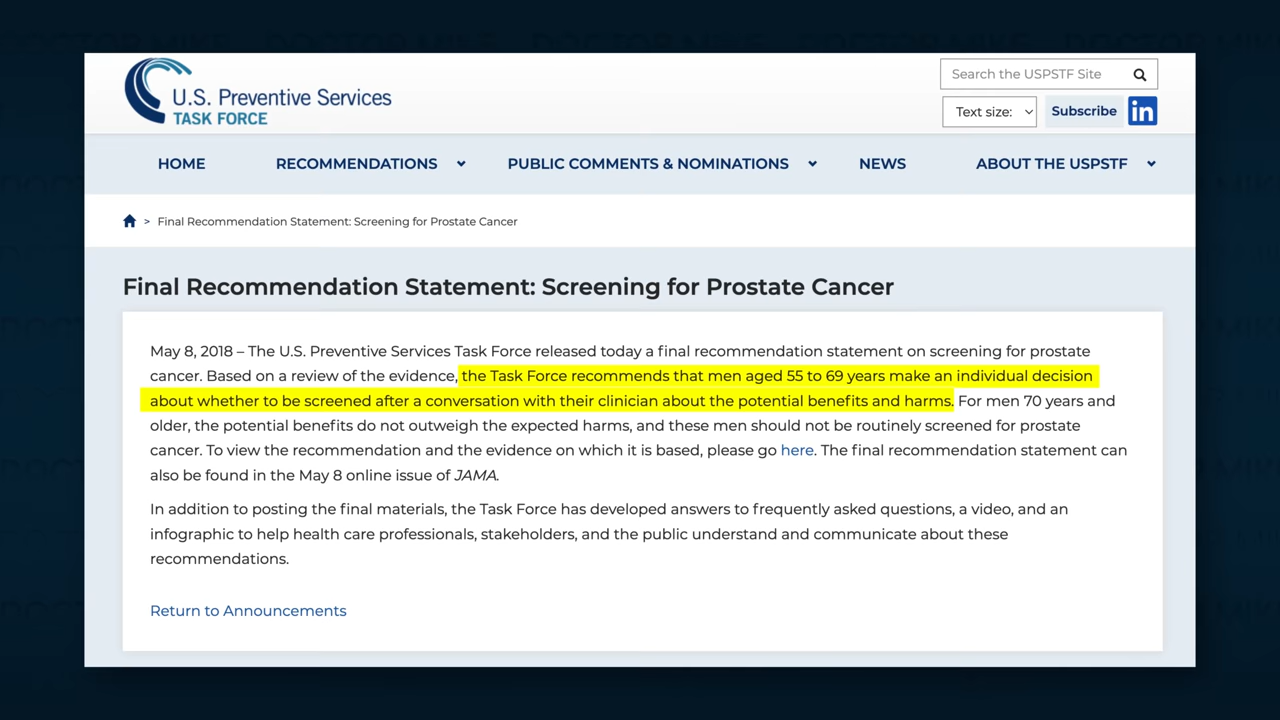 U.S. Preventive Services
TASK FORCE
Search the USPSTF Site
Text size:
Subscribe
in
HOME
RECOMMENDATIONS
PUBLIC COMMENTS & NOMINATIONS
NEWS
ABOUT THE USPSTF
> Final Recommendation Statement: Screening for Prostate Cancer
Final Recommendation Statement: Screening for Prostate Cancer
May 8, 2018 – The U.S. Preventive Services Task Force released today a final recommendation statement on screening for prostate
cancer. Based on a review of the evidence, the Task Force recommends that men aged 55 to 69 years make an individual decision
about whether to be screened after a conversation with their clinician about the potential benefits and harms. For men 70 years and
older, the potential benefits do not outweigh the expected harms, and these men should not be routinely screened for prostate
cancer. To view the recommendation and the evidence on which it is based, please go here. The final recommendation statement can
also be found in the May 8 online issue of JAMA.
In addition to posting the final materials, the Task Force has developed answers to frequently asked questions, a video, and an
infographic to help health care professionals, stakeholders, and the public understand and communicate about these
recommendations.
Return to Announcements